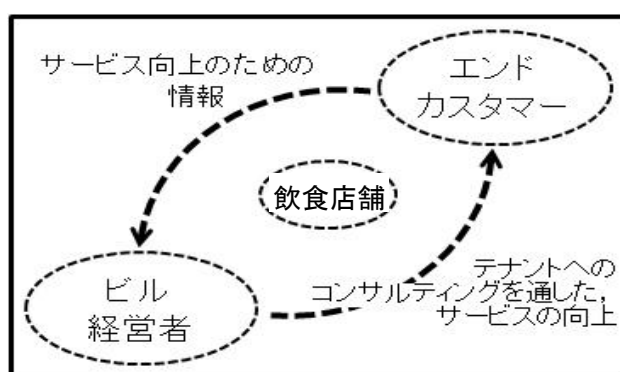 サービス向上のための
情報
エンド
カスタマー
飲食店舗
ビル
経営者
テナントへの
コンサルティングを通した,
サービスの向上